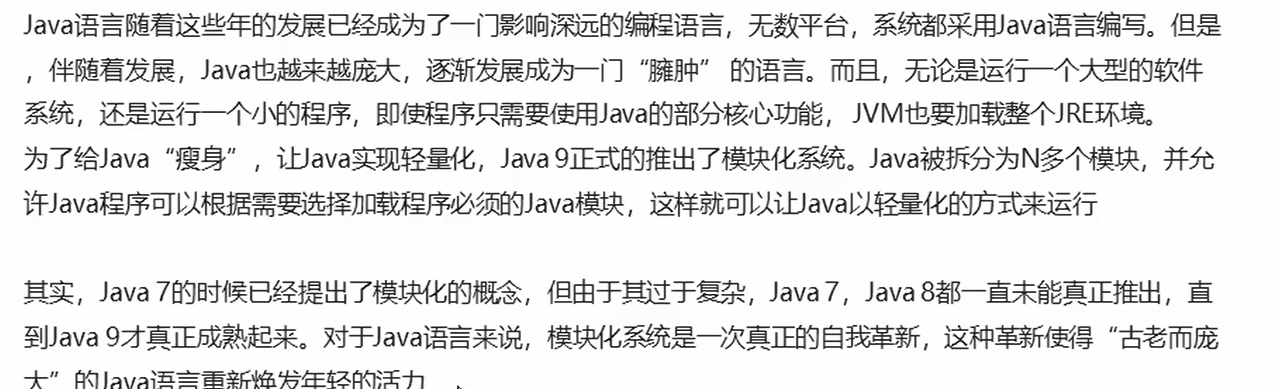 Java语言随着这些年的发展已经成为了一门影响深远的编程语言，无数平台，系统都采用Java语言编写。但是
，伴随着发展，Java也越来越庞大，逐渐发展成为一门“臃肿” 的语言。而且，无论是运行一个大型的软件
系统，还是运行一个小的程序，即使程序只需要使用Java的部分核心功能， JVM也要加载整个JRE环境。
为了给Java“瘦身”，让Java实现轻量化，Java 9正式的推出了模块化系统。Java被拆分为N多个模块，并允
许Java程序可以根据需要选择加载程序必须的Java模块，这样就可以让Java以轻量化的方式来运行
其实，Java 7的时候已经提出了模块化的概念，但由于其过于复杂，Java 7，Java 8都一直未能真正推出，直
到Java 9才真正成熟起来。对于Java语言来说，模块化系统是一次真正的自我革新，这种革新使得“古老而庞
大”的Java语言重新焕发年轻的活力